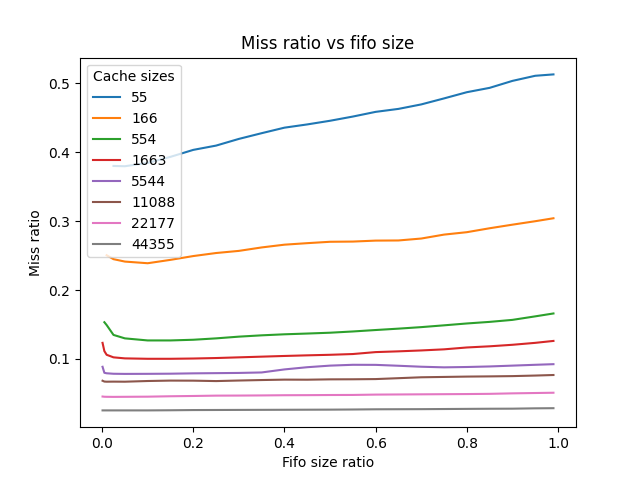 Miss ratio vs fifo size
Cache sizes
55
166
554
1663
5544
11088
22177
44355
0.5
0.4
0.3
0.2
0.1
Miss ratio
0.0 0.2 0.4 0.6 0.8 1.0
Fifo size ratio